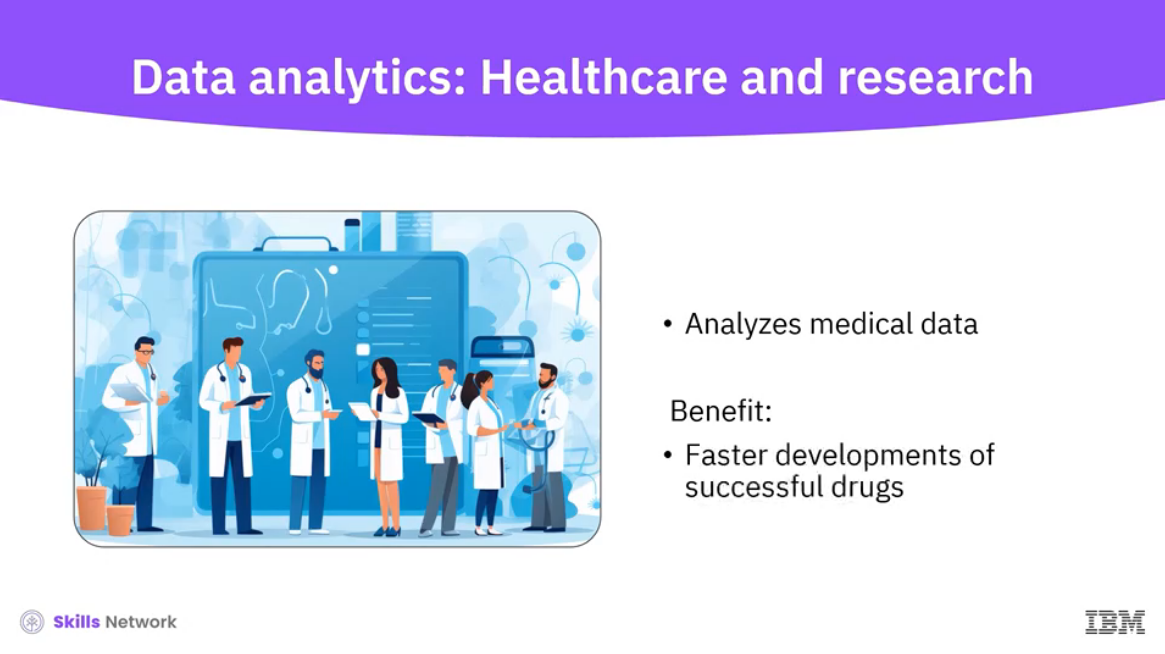 Data analytics: Healthcare and research
• Analyzes medical data
Benefit:
• Faster developments of
successful drugs
Skills Network
IBM